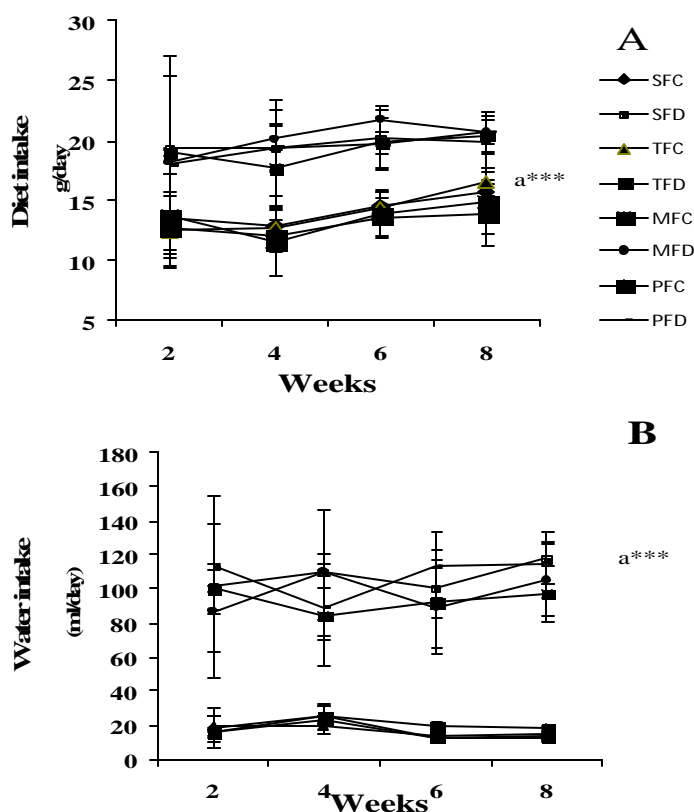 A
30
25
20
15
10
5
Diet intake
g/day
2 4 6 8
Weeks
a***
SFC
SFD
TFC
TFD
MFC
MFD
PFC
PFD
B
180
160
140
120
100
80
60
40
20
0
Water intake
(ml/day)
2 4 6 8
Weeks
a***